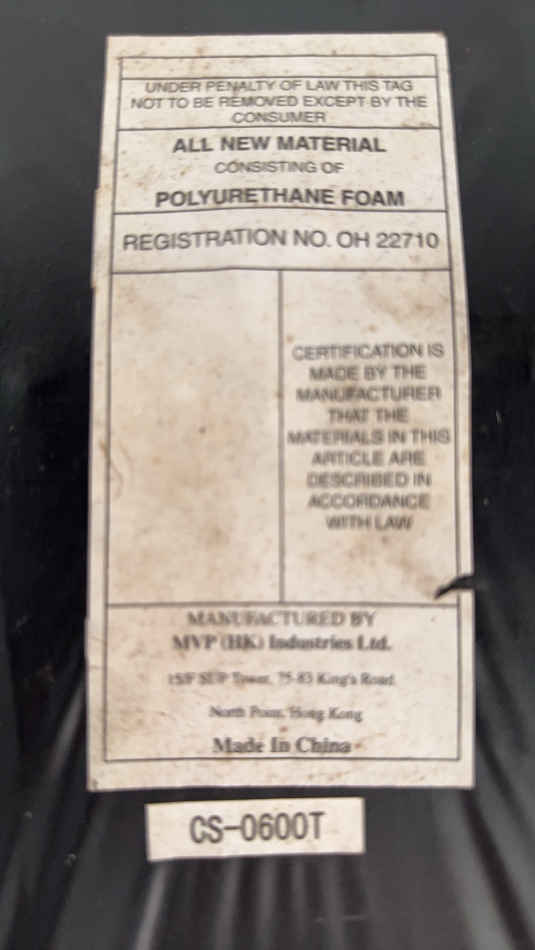 UNDER PENALTY OF LAW THIS TAG
NOT TO BE REMOVED EXCEPT BY THE
CONSUMER
ALL NEW MATERIAL
CONSISTING OF
POLYURETHANE FOAM
REGISTRATION NO. OH 22710
CERTIFICATION IS
MADE BY THE
MANUFACTURER
THAT THE
MATERIALS IN THIS
ARTICLE ARE
DESCRIBED IN
ACCORDANCE
WITH LAW
MANUFACTURED BY
MVP (HK) Industries Ltd.
Tower, 75-83 King's Road
North Point, Hong Kong
Made In China
CS-0600T